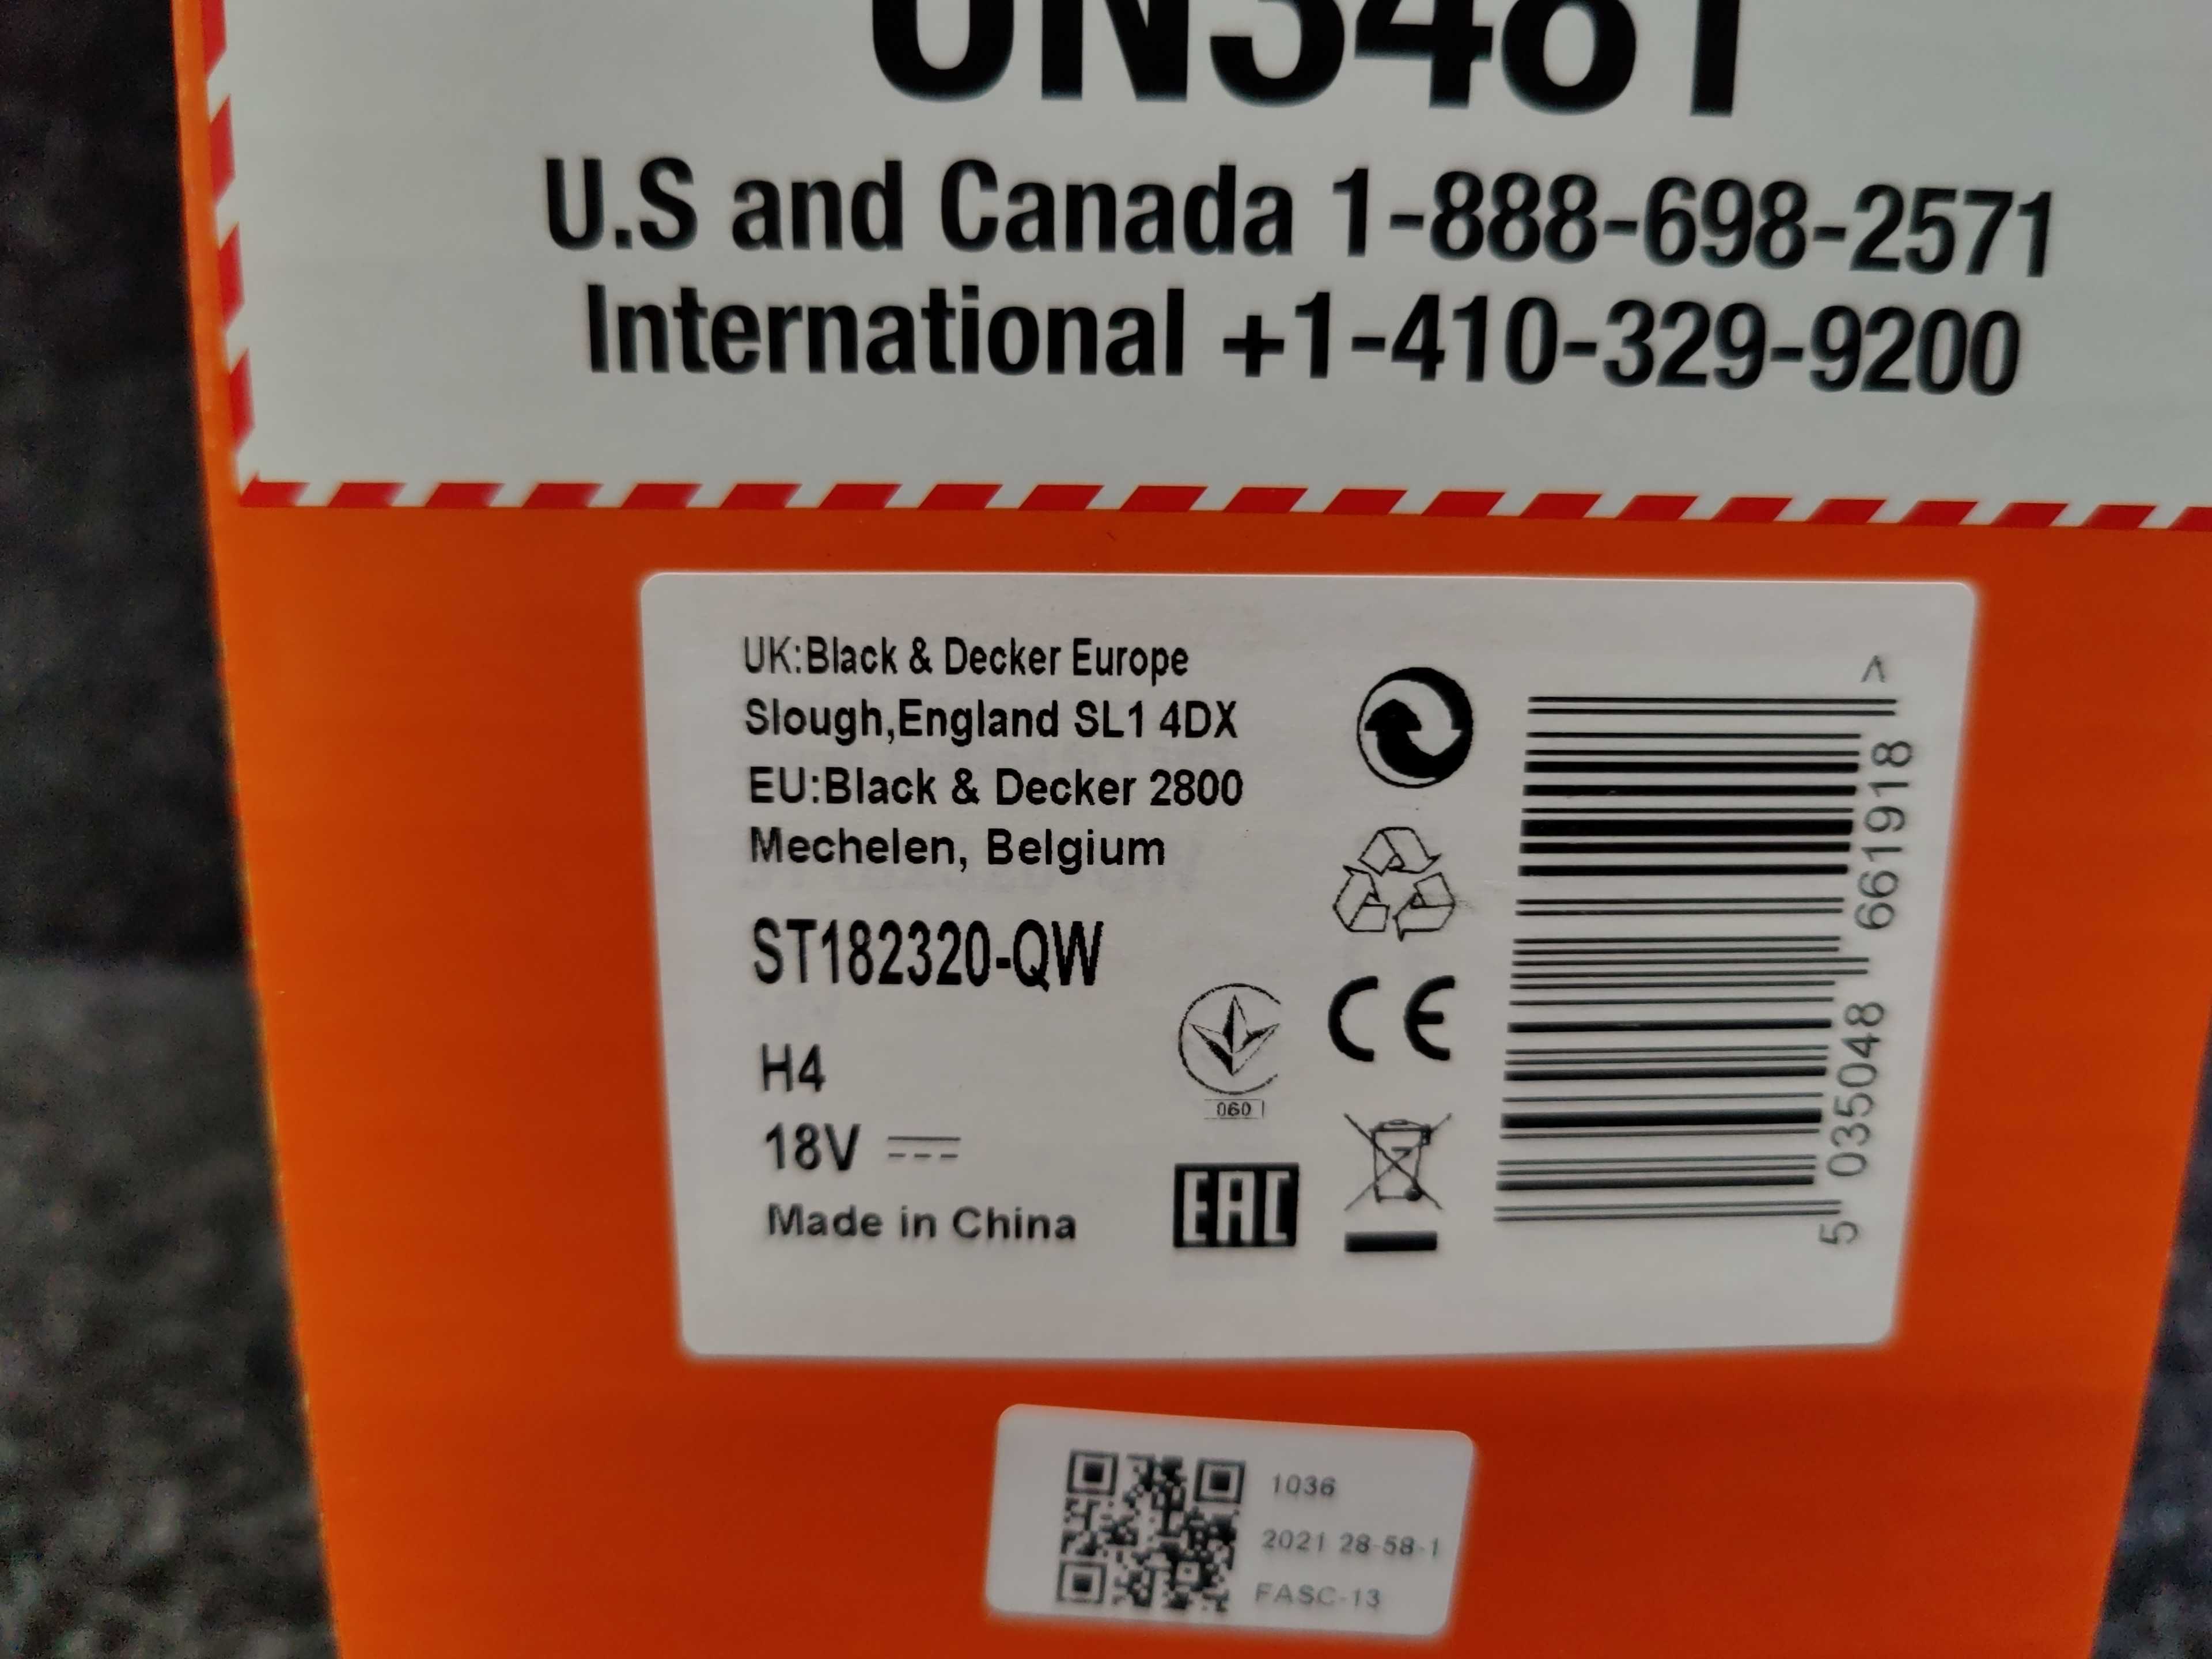 UN3481
U.S and Canada 1-888-698-2571
International +1-410-329-9200
UK:Black & Decker Europe
Slough,England SL1 4DX
EU:Black & Decker 2800
Mechelen, Belgium
ST182320-QW
H4
18V
Made in China
060
EAC
CE
5 035048 661918 >
1036
2021 28-58-1
FASC-13